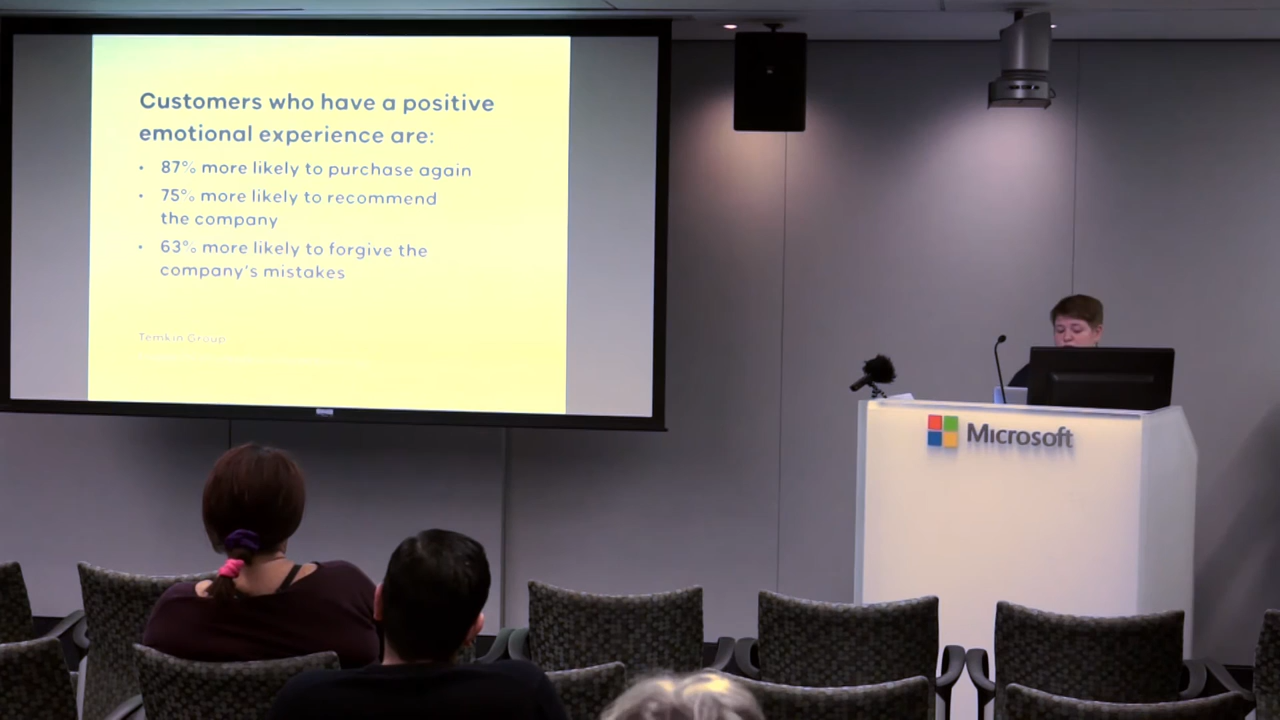 Customers who have a positive
emotional experience are:
• 87% more likely to purchase again
• 75% more likely to recommend
the company
• 63% more likely to forgive the
company's mistakes
Temkin Group
Microsoft